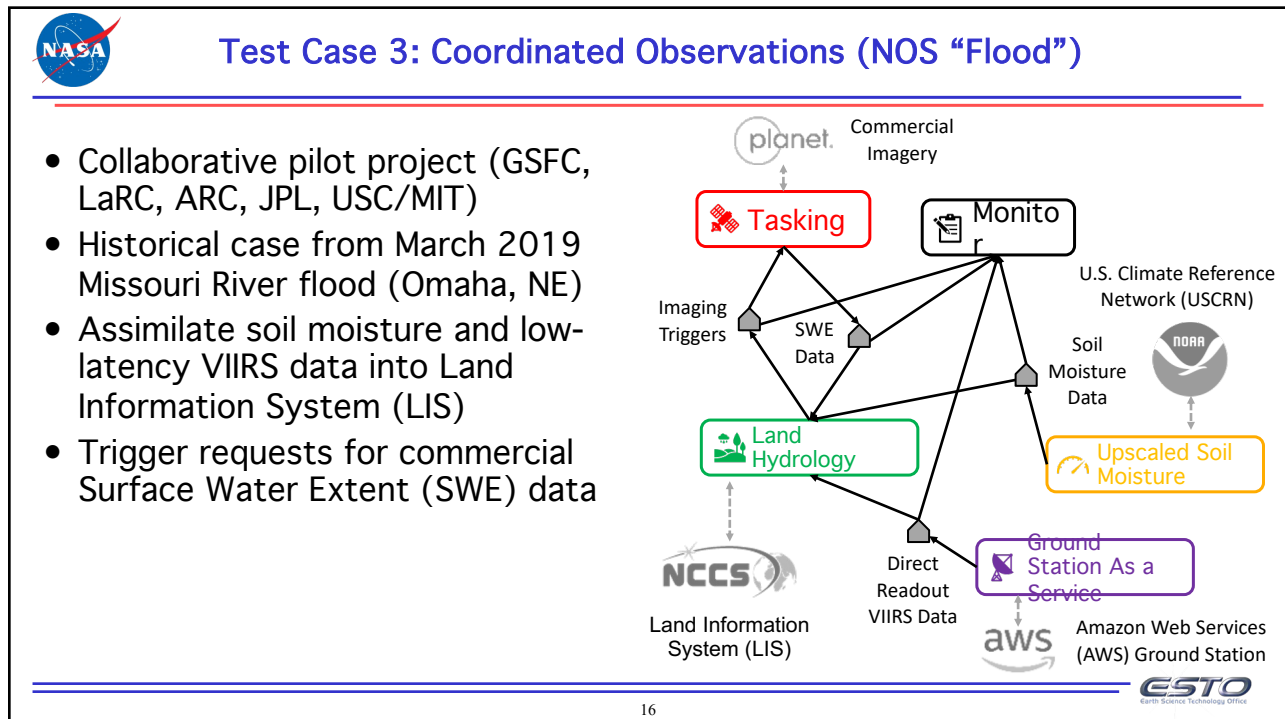 NASA
Test Case 3: Coordinated Observations (NOS “Flood”)
• Collaborative pilot project (GSFC,
LaRC, ARC, JPL, USC/MIT)
• Historical case from March 2019
Missouri River flood (Omaha, NE)
• Assimilate soil moisture and low-
latency VIIRS data into Land
Information System (LIS)
• Trigger requests for commercial
Surface Water Extent (SWE) data
planet.
Commercial
Imagery
Tasking
Monito
r
U.S. Climate Reference
Network (USCRN)
NOAA
Imaging
Triggers
SWE
Data
Soil
Moisture
Data
Land
Hydrology
Upscaled Soil
Moisture
Direct
Readout
VIIRS Data
Ground
Station As a
Service
NCCS
Land Information
System (LIS)
aws
Amazon Web Services
(AWS) Ground Station
ESTO
Earth Science Technology Office
16